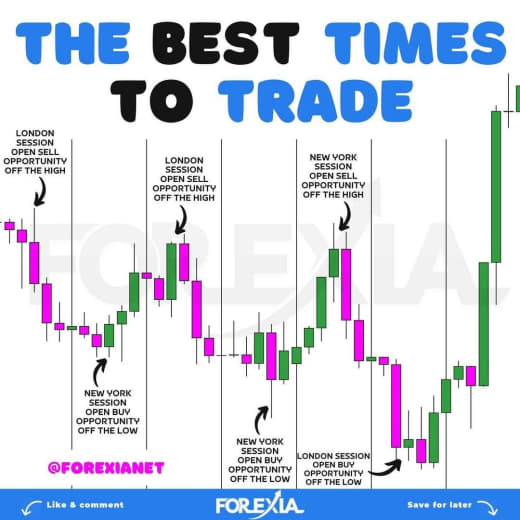 THE BEST TIMES
TO TRADE
LONDON
SESSION
OPEN SELL
OPPORTUNITY
OFF THE HIGH
LONDON
SESSION
OPEN SELL
OPPORTUNITY
OFF THE HIGH
NEW YORK
SESSION
OPEN SELL
OPPORTUNITY
OFF THE HIGH
FOREXIA
NEW YORK
SESSION
OPEN BUY
OPPORTUNITY
OFF THE LOW
NEW YORK
SESSION
OPEN BUY
OPPORTUNITY
OFF THE LOW
LONDON SESSION
OPEN BUY
OPPORTUNITY
OFF THE LOW
@FOREXIANET
Like & comment
FOREXIA
Save for later